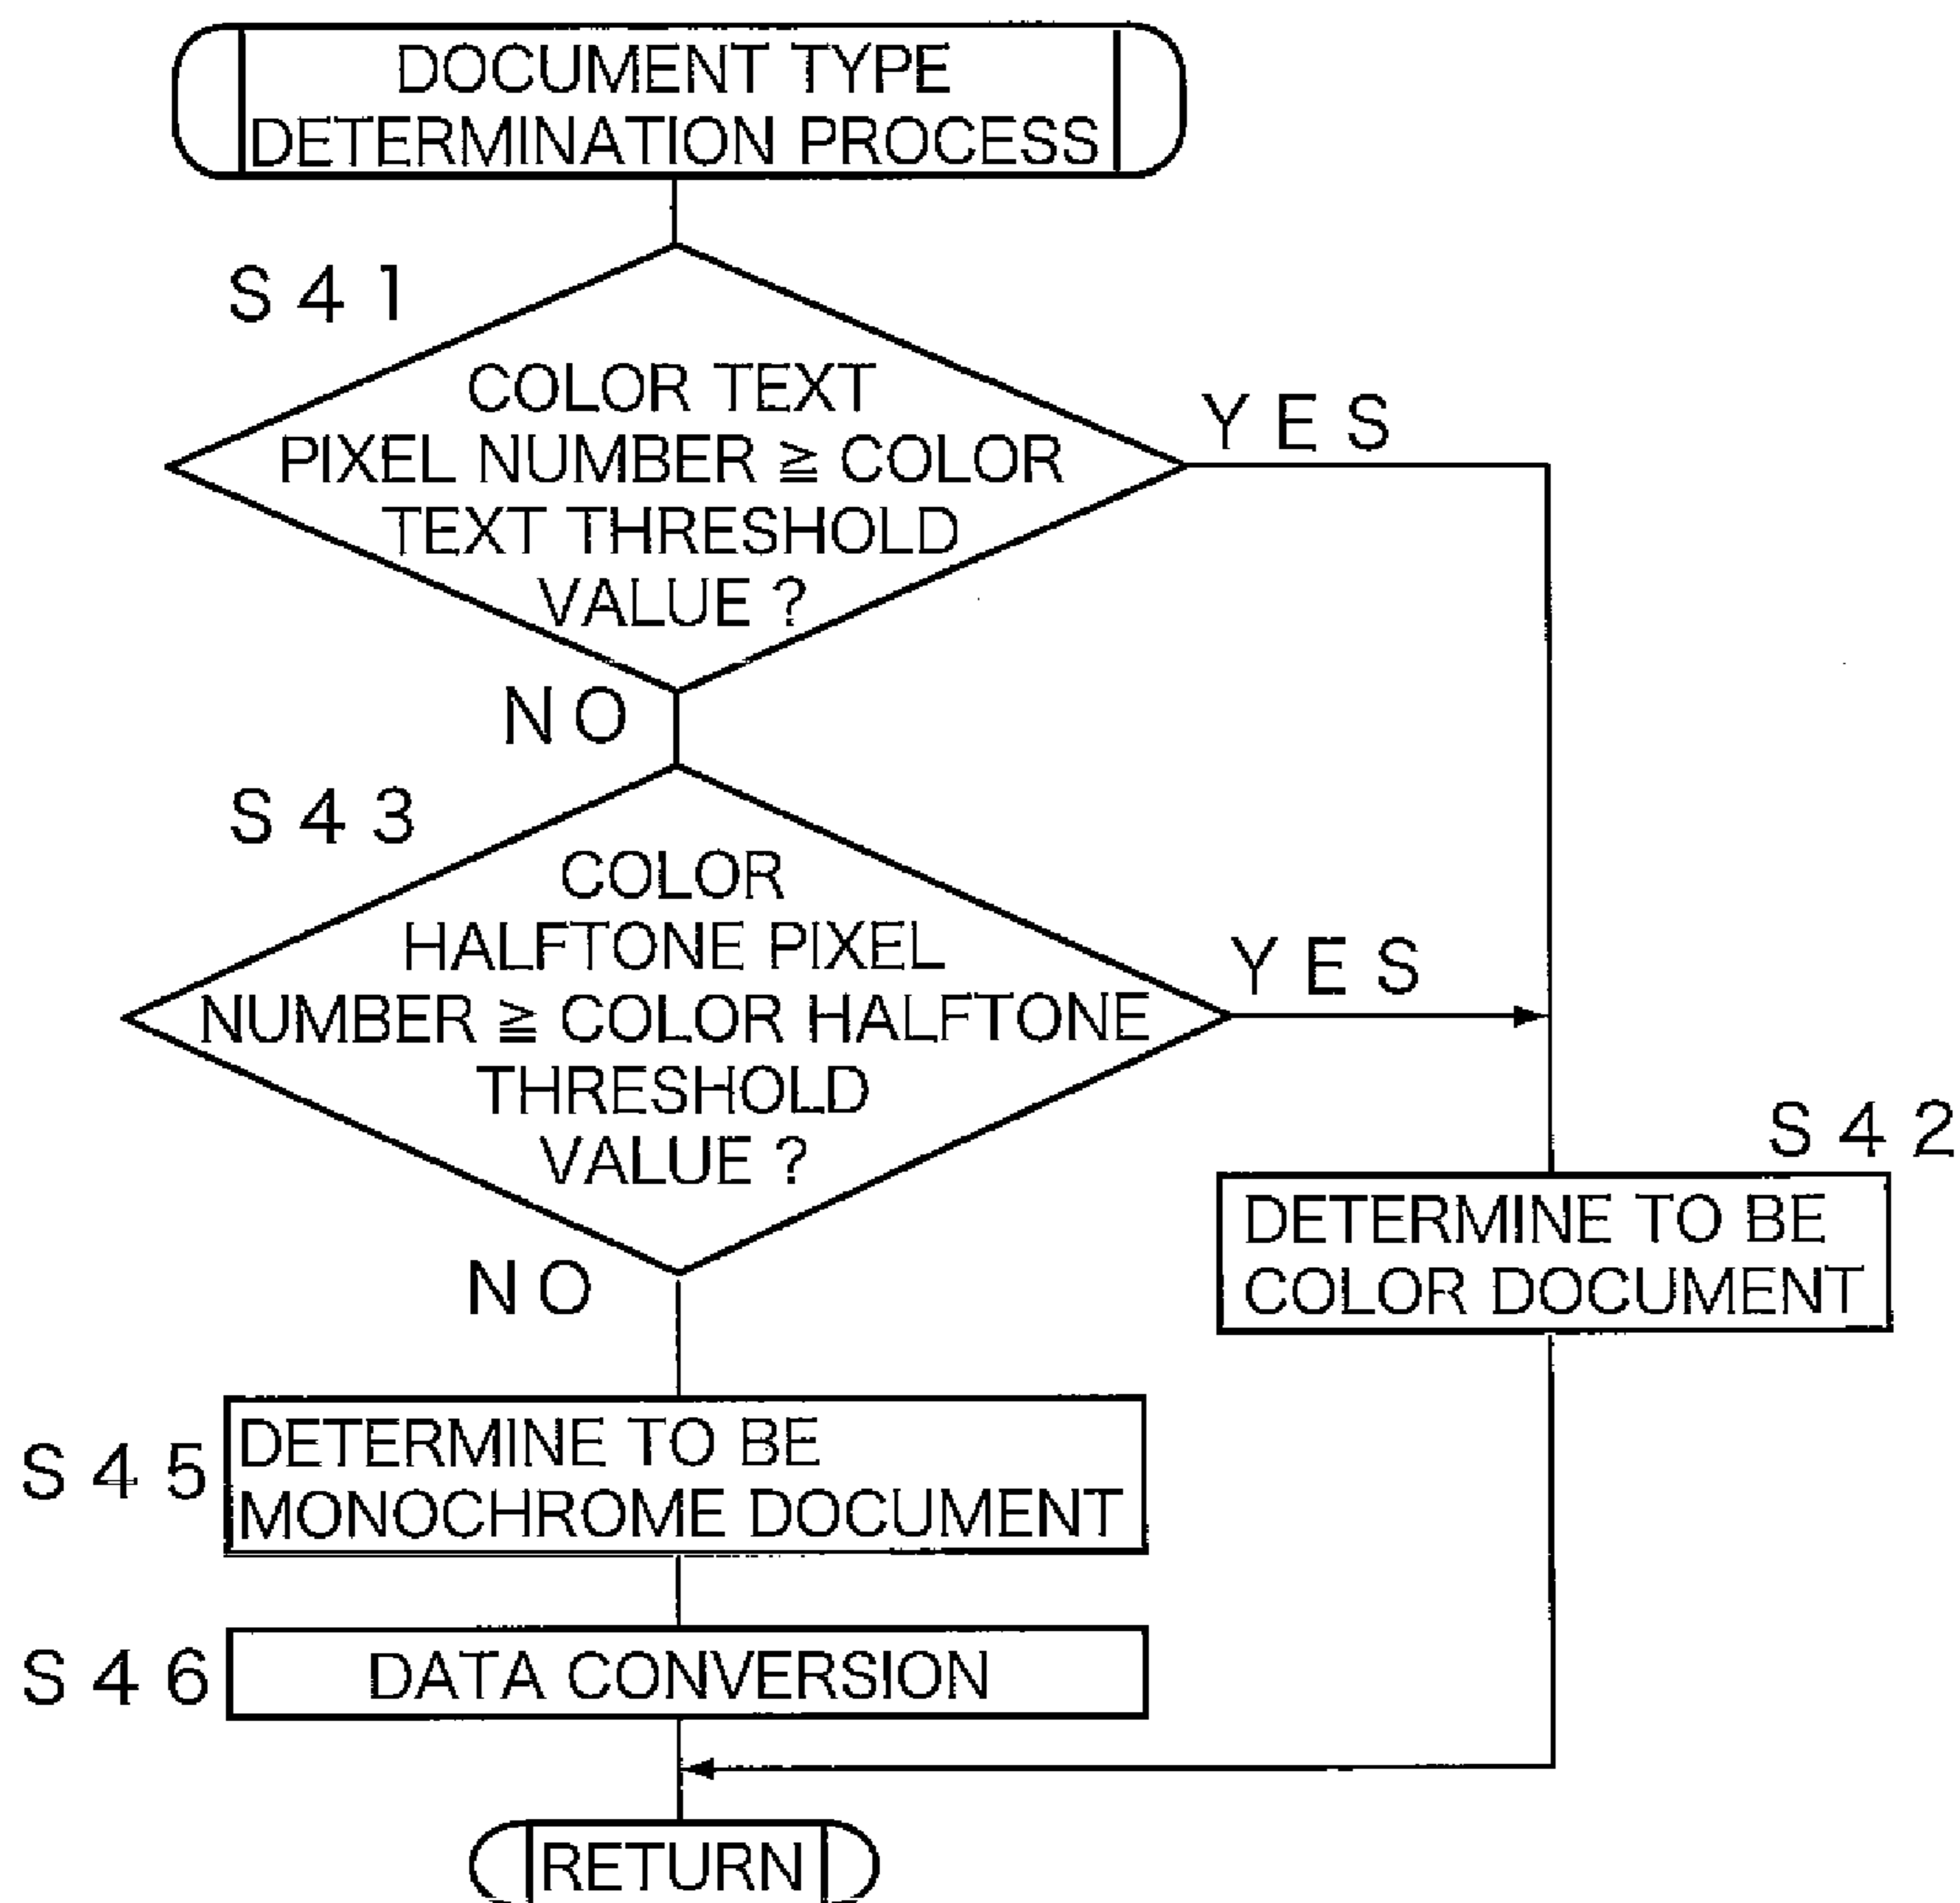 DOCUMENT TYPE
DETERMINATION PROCESS
S41
COLOR TEXT
PIXEL NUMBER ≧ COLOR
TEXT THRESHOLD
VALUE ?
YES
NO
S43
COLOR
HALFTONE PIXEL
NUMBER ≧ COLOR HALFTONE
THRESHOLD
VALUE ?
YES
NO
S42
DETERMINE TO BE
COLOR DOCUMENT
S45
DETERMINE TO BE
MONOCHROME DOCUMENT
S46
DATA CONVERSION
RETURN